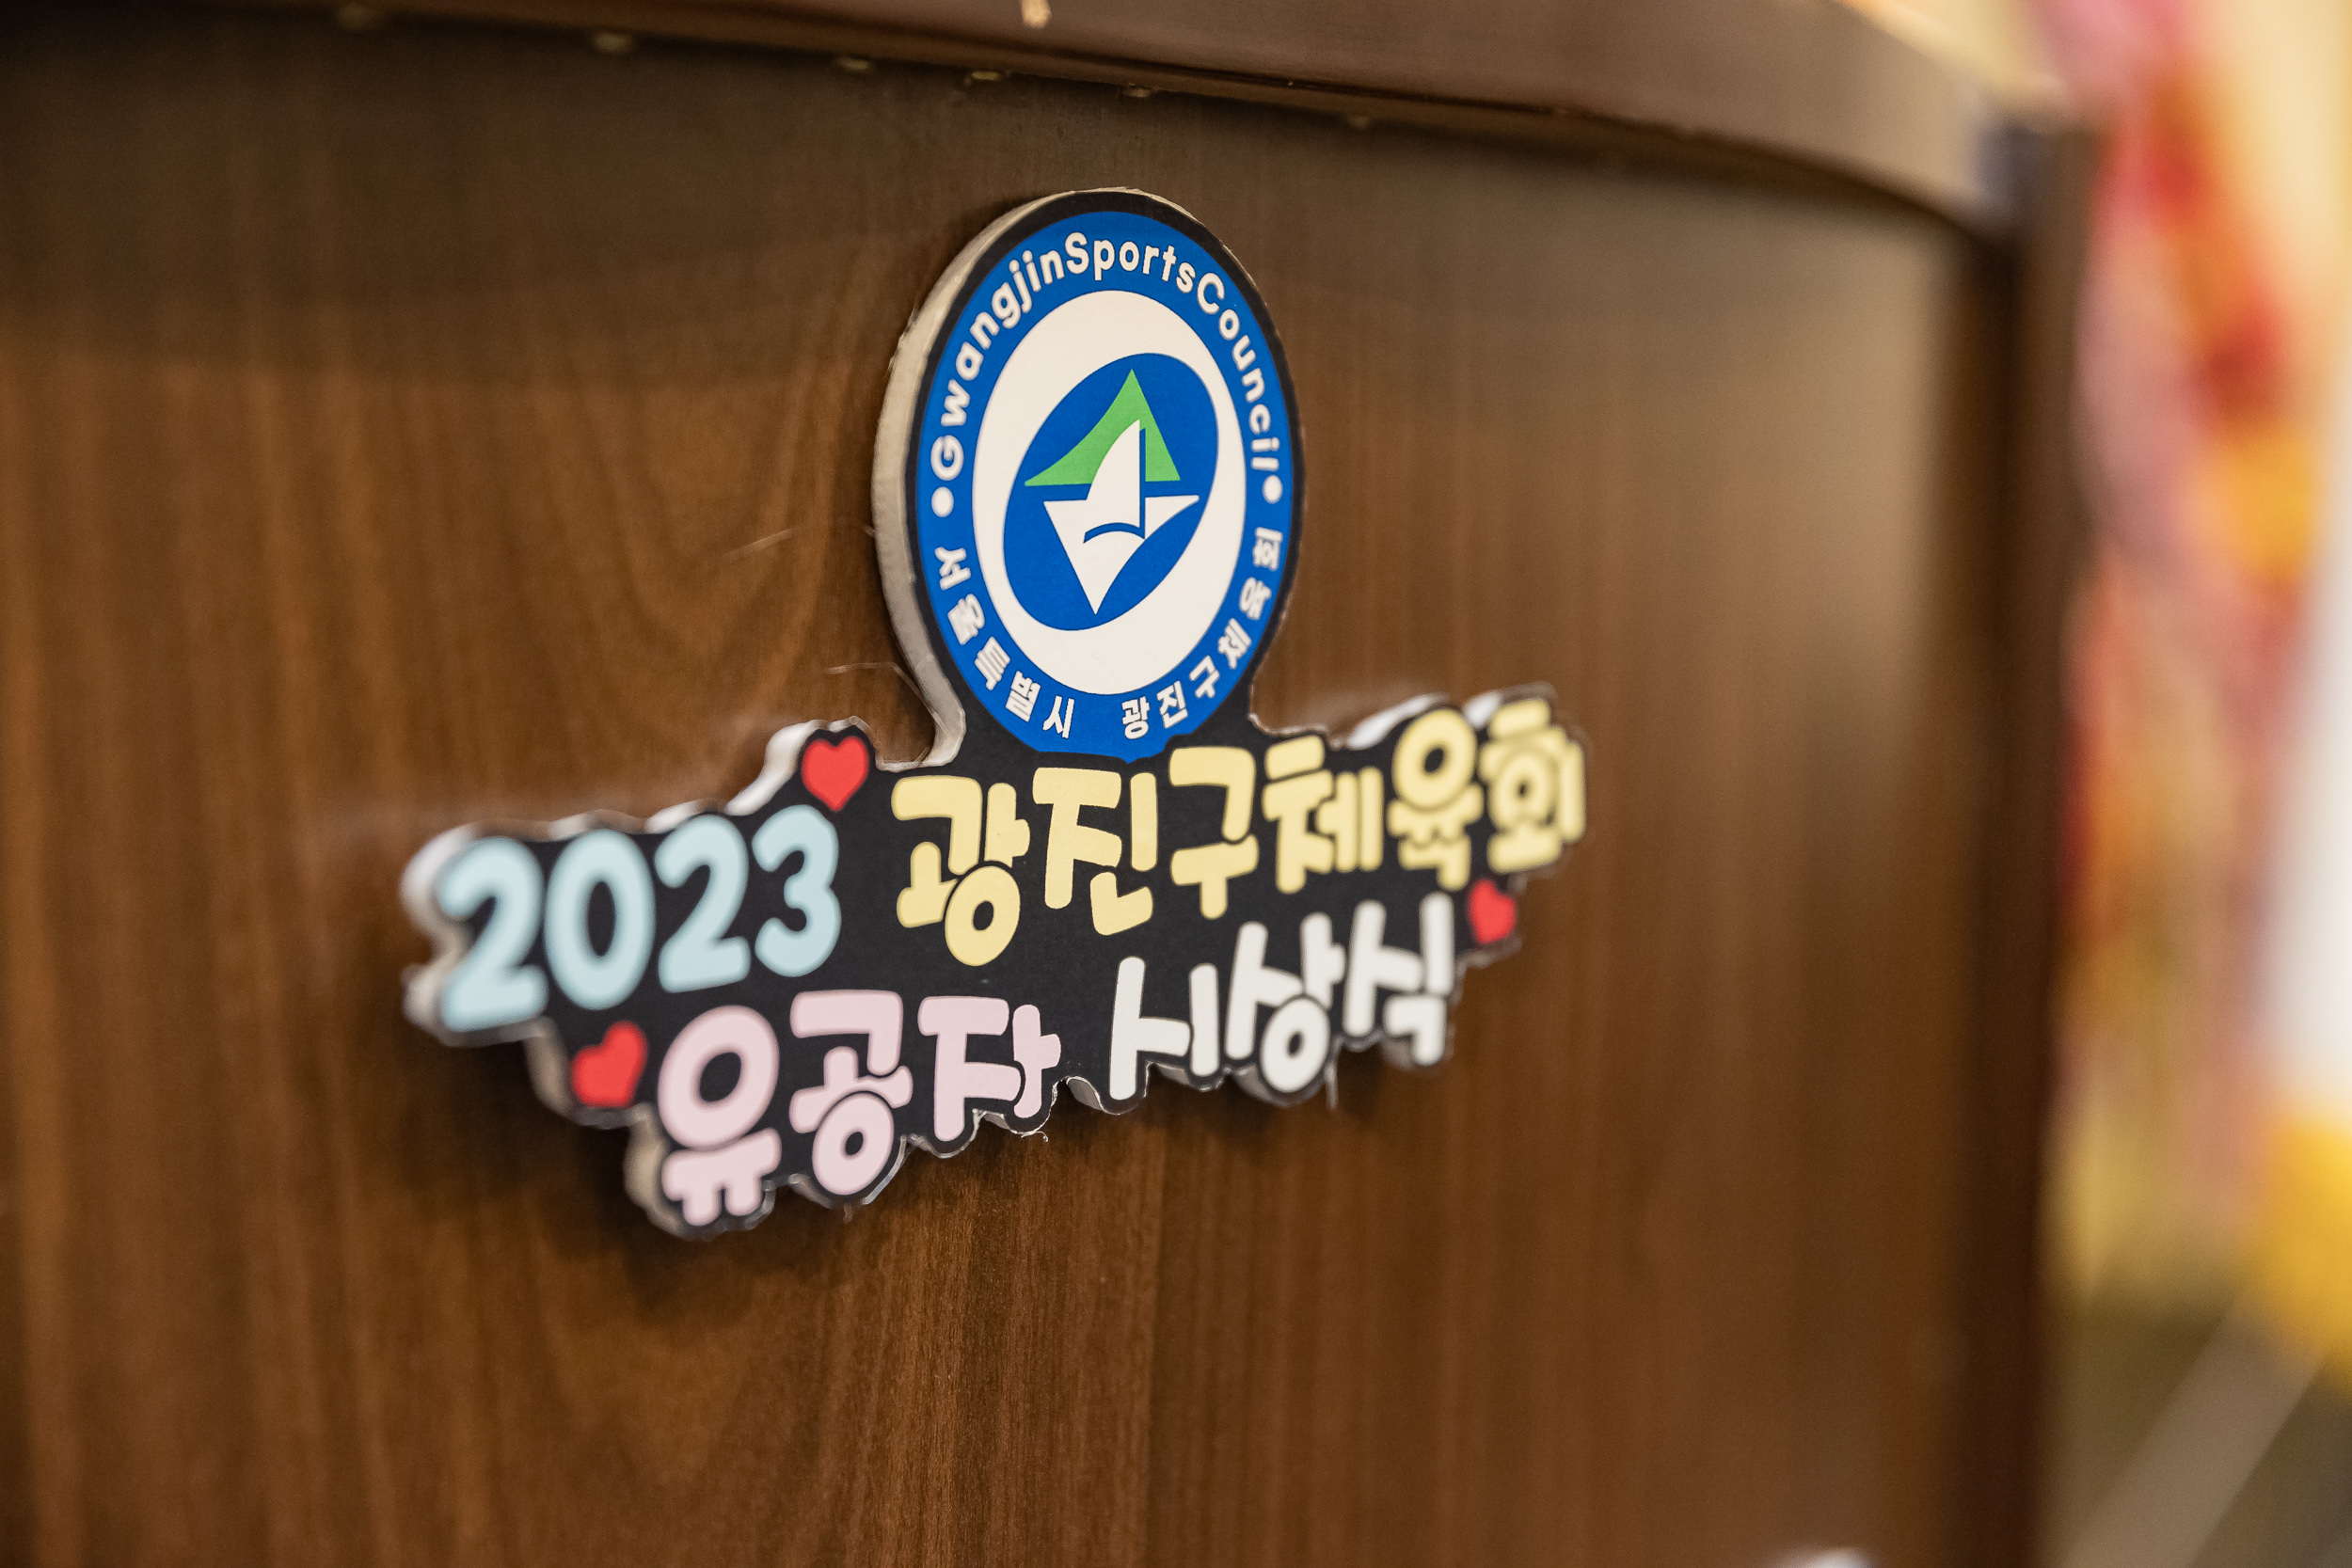 ●GwangjinSportsCouncil●
서울특별시 광진구체육회
2023 광진구체육회
유공자 시상식